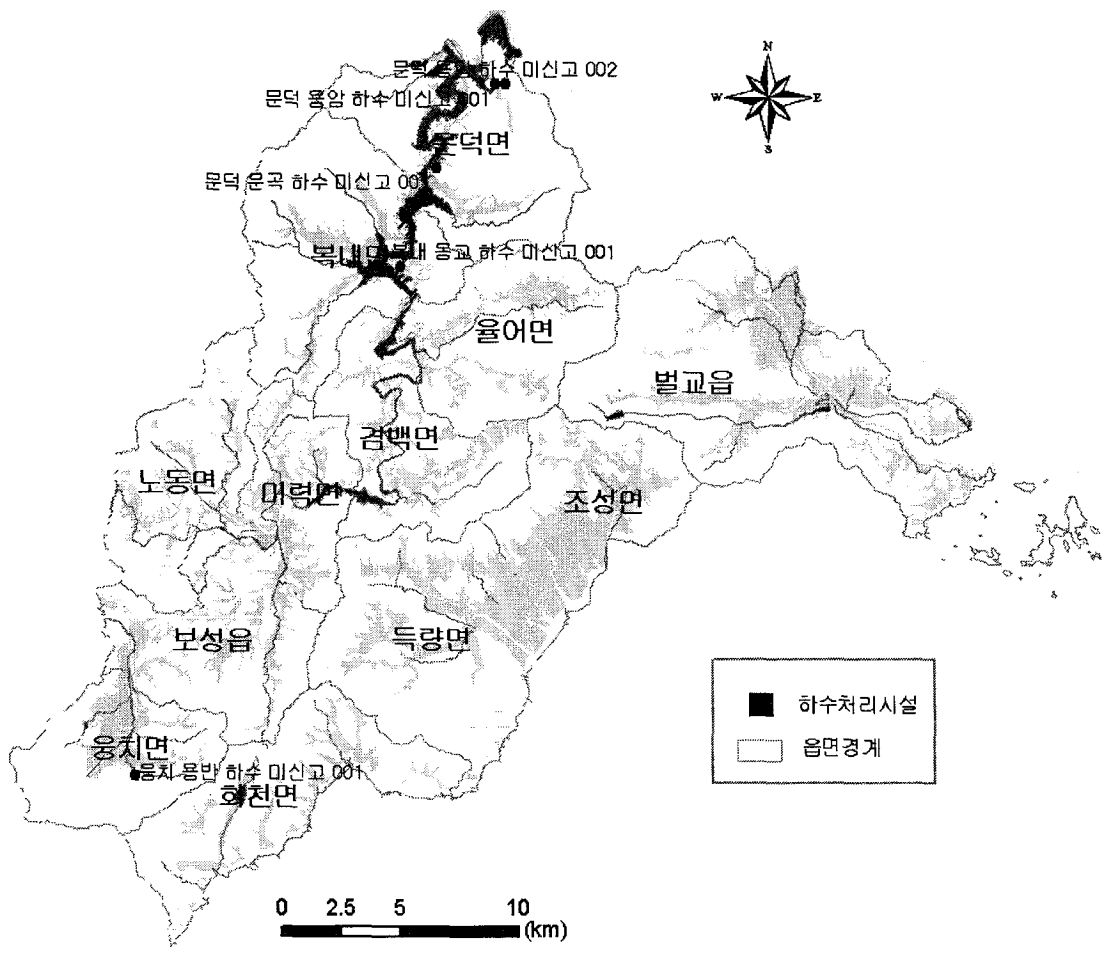 N
문덕 용암 하수 미신고 002
W
E
문덕 용암 하수 미신고 001
S
문덕면
문덕 운곡 하수 미신고 001
복내면
복내 동교 하수 미신고 001
율어면
벌교읍
겸백면
노동면
미력면
조성면
보성읍
득량면
하수처리시설
웅치면
읍면경계
웅치 용반 하수 미신고 001
회천면
0 2.5 5 10
(km)